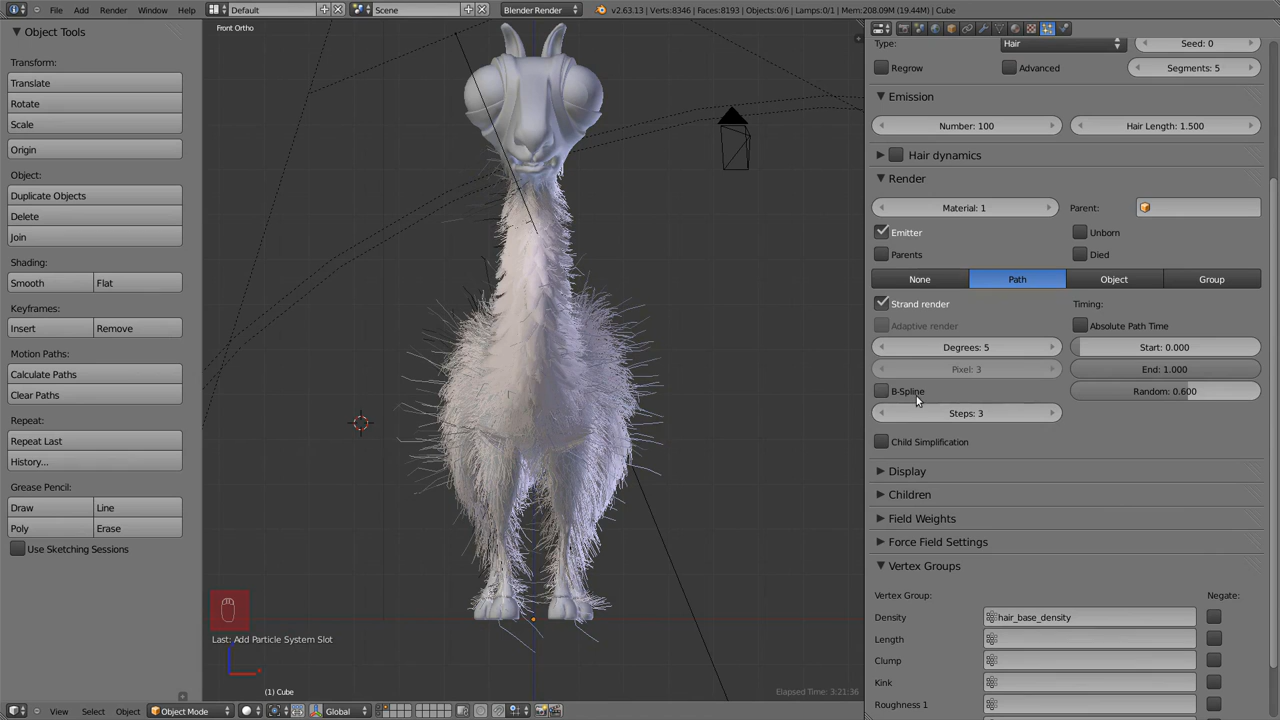 File Add Render Window Help Default Scene Blender Render v2.63.13 | Verts:8346 | Faces:8193 | Objects:0/6 | Lamps:0/1 | Mem:208.09M (19.44M) | Cube
Object Tools
Transform:
Translate
Rotate
Scale
Origin
Object:
Duplicate Objects
Delete
Join
Shading:
Smooth Flat
Keyframes:
Insert Remove
Motion Paths:
Calculate Paths
Clear Paths
Repeat:
Repeat Last
History...
Grease Pencil:
Draw Line
Poly Erase
Use Sketching Sessions
Front Ortho
Last: Add Particle System Slot
(1) Cube
Elapsed Time: 3:21:36
View Select Object Object Mode Global
Type: Hair Seed: 0
Regrow Advanced Segments: 5
Emission
Number: 100 Hair Length: 1.500
Hair dynamics
Render
Material: 1 Parent:
Emitter Unborn
Parents Died
None Path Object Group
Strand render Timing:
Adaptive render Absolute Path Time
Degrees: 5 Start: 0.000
Pixel: 3 End: 1.000
B-Spline Random: 0.600
Steps: 3
Child Simplification
Display
Children
Field Weights
Force Field Settings
Vertex Groups
Vertex Group: Negate:
Density hair_base_density
Length
Clump
Kink
Roughness 1